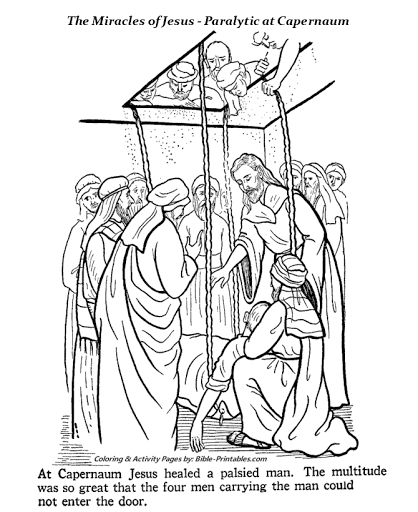 The Miracles of Jesus - Paralytic at Capernaum
Coloring & Activity Pages by: Bible-Printables.com
At Capernaum Jesus healed a palsied man. The multitude
was so great that the four men carrying the man could
not enter the door.